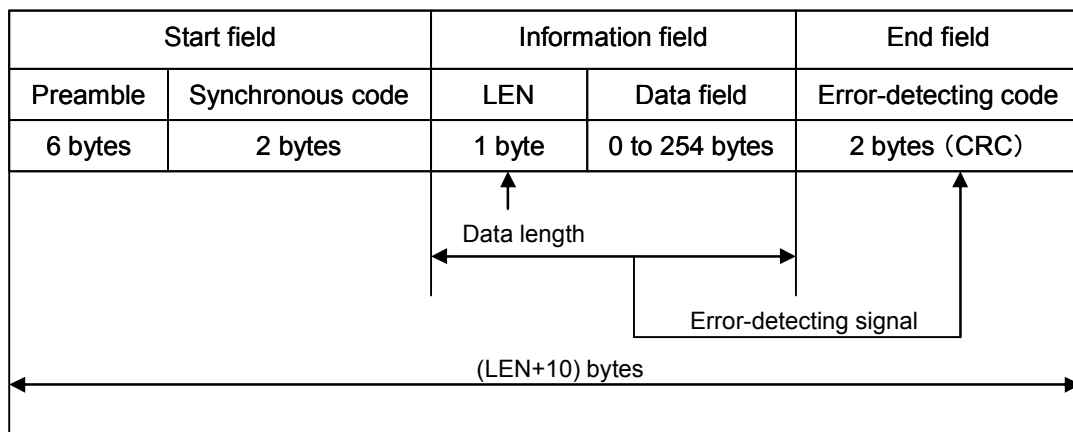 Start field Information field End field
Preamble Synchronous code LEN Data field Error-detecting code
6 bytes 2 bytes 1 byte 0 to 254 bytes 2 bytes（CRC）
Data length
Error-detecting signal
(LEN+10) bytes